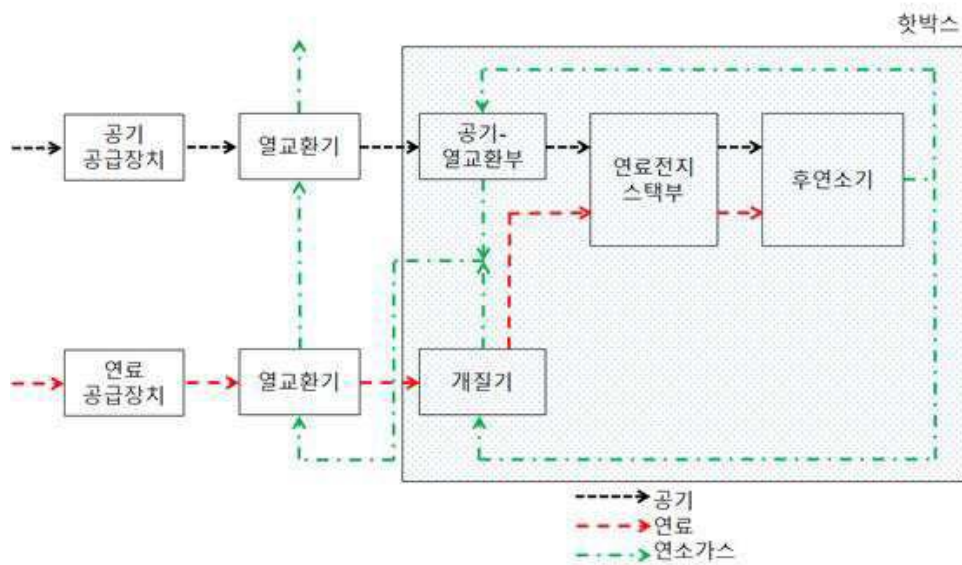 핫박스
공기
공급장치
열교환기
공기-
열교환부
연료전지
스택부
후연소기
연료
공급장치
열교환기
개질기
공기
연료
연소가스